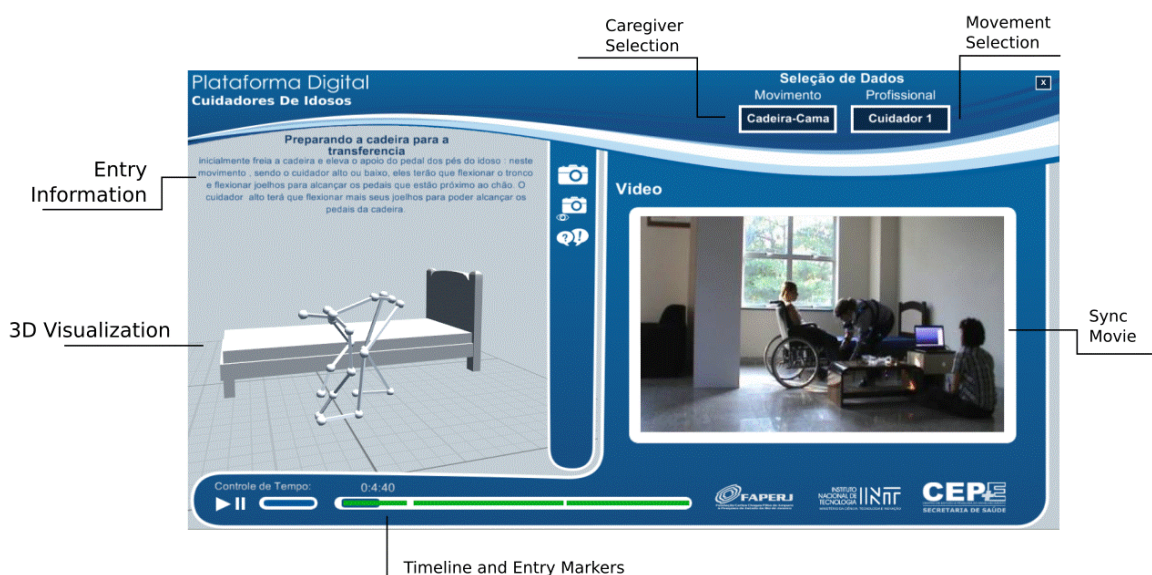 Caregiver
Selection
Movement
Selection
Plataforma Digital
Cuidadores De Idosos
Seleção de Dados
Movimento
Profissional
x
Cadeira-Cama
Cuidador 1
Preparando a cadeira para a
transferencia
inicialmente freia a cadeira e eleva o apoio do pedal dos pés do idoso : neste
movimento , sendo o cuidador alto ou baixo, eles terão que flexionar o tronco
e flexionar joelhos para alcançar os pedais que estão próximo ao chão. O
cuidador alto terá que flexionar mais seus joelhos para poder alcançar os
pedais da cadeira
Entry
Information
Video
3D Visualization
Sync
Movie
Controle de Tempo:
0:4:40
FAPERJ
INSTITUTO
NACIONAL DE
TECNOLOGIA
INT
CEPE
SECRETARIA DE SAÚDE
Timeline and Entry Markers